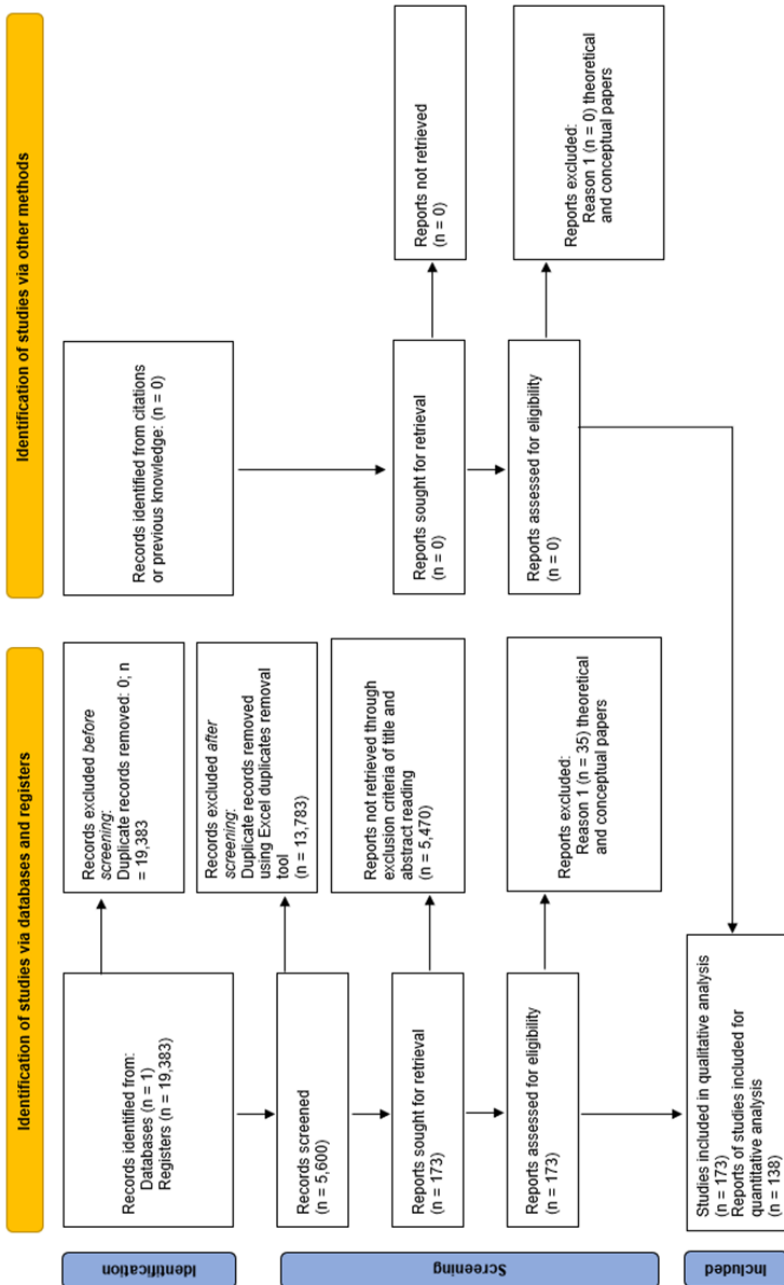 Identification of studies via databases and registers
Identification of studies via other methods
Identification
Records identified from:
Databases (n = 1)
Registers (n = 19,383)
Records excluded before
screening:
Duplicate records removed: 0; n
= 19,383
Records identified from citations
or previous knowledge: (n = 0)
Screening
Records screened
(n = 5,600)
Records excluded after
screening:
Duplicate records removed
using Excel duplicates removal
tool
(n = 13,783)
Reports sought for retrieval
(n = 173)
Reports not retrieved through
exclusion criteria of title and
abstract reading
(n = 5,470)
Reports sought for retrieval
(n = 0)
Reports not retrieved
(n = 0)
Reports assessed for eligibility
(n = 173)
Reports excluded:
Reason 1 (n = 35) theoretical
and conceptual papers
Reports assessed for eligibility
(n = 0)
Reports excluded:
Reason 1 (n = 0) theoretical
and conceptual papers
Included
Studies included in qualitative analysis
(n = 173)
Reports of studies included for
quantitative analysis
(n = 138)